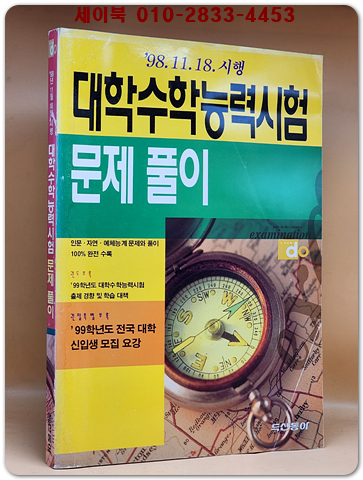 세이북 010-2833-4453
'98.11.18.시행
대학수학능력시험
문제 풀이
인문·자연·예체능계 문제와 풀이
100% 완전 수록
'99학년도 대학수학능력시험
출제 경향 및 학습 대책
'99학년도 전국 대학
신입생 모집 요강
examination
do
두산동아
대학수학능력시험 문제 풀이